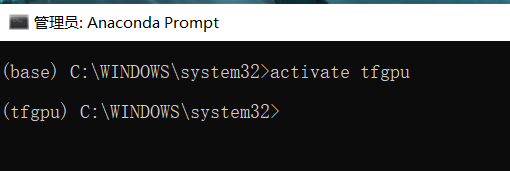 管理员: Anaconda Prompt
(base) C:\WINDOWS\system32>activate tfgpu
(tfgpu) C:\WINDOWS\system32>